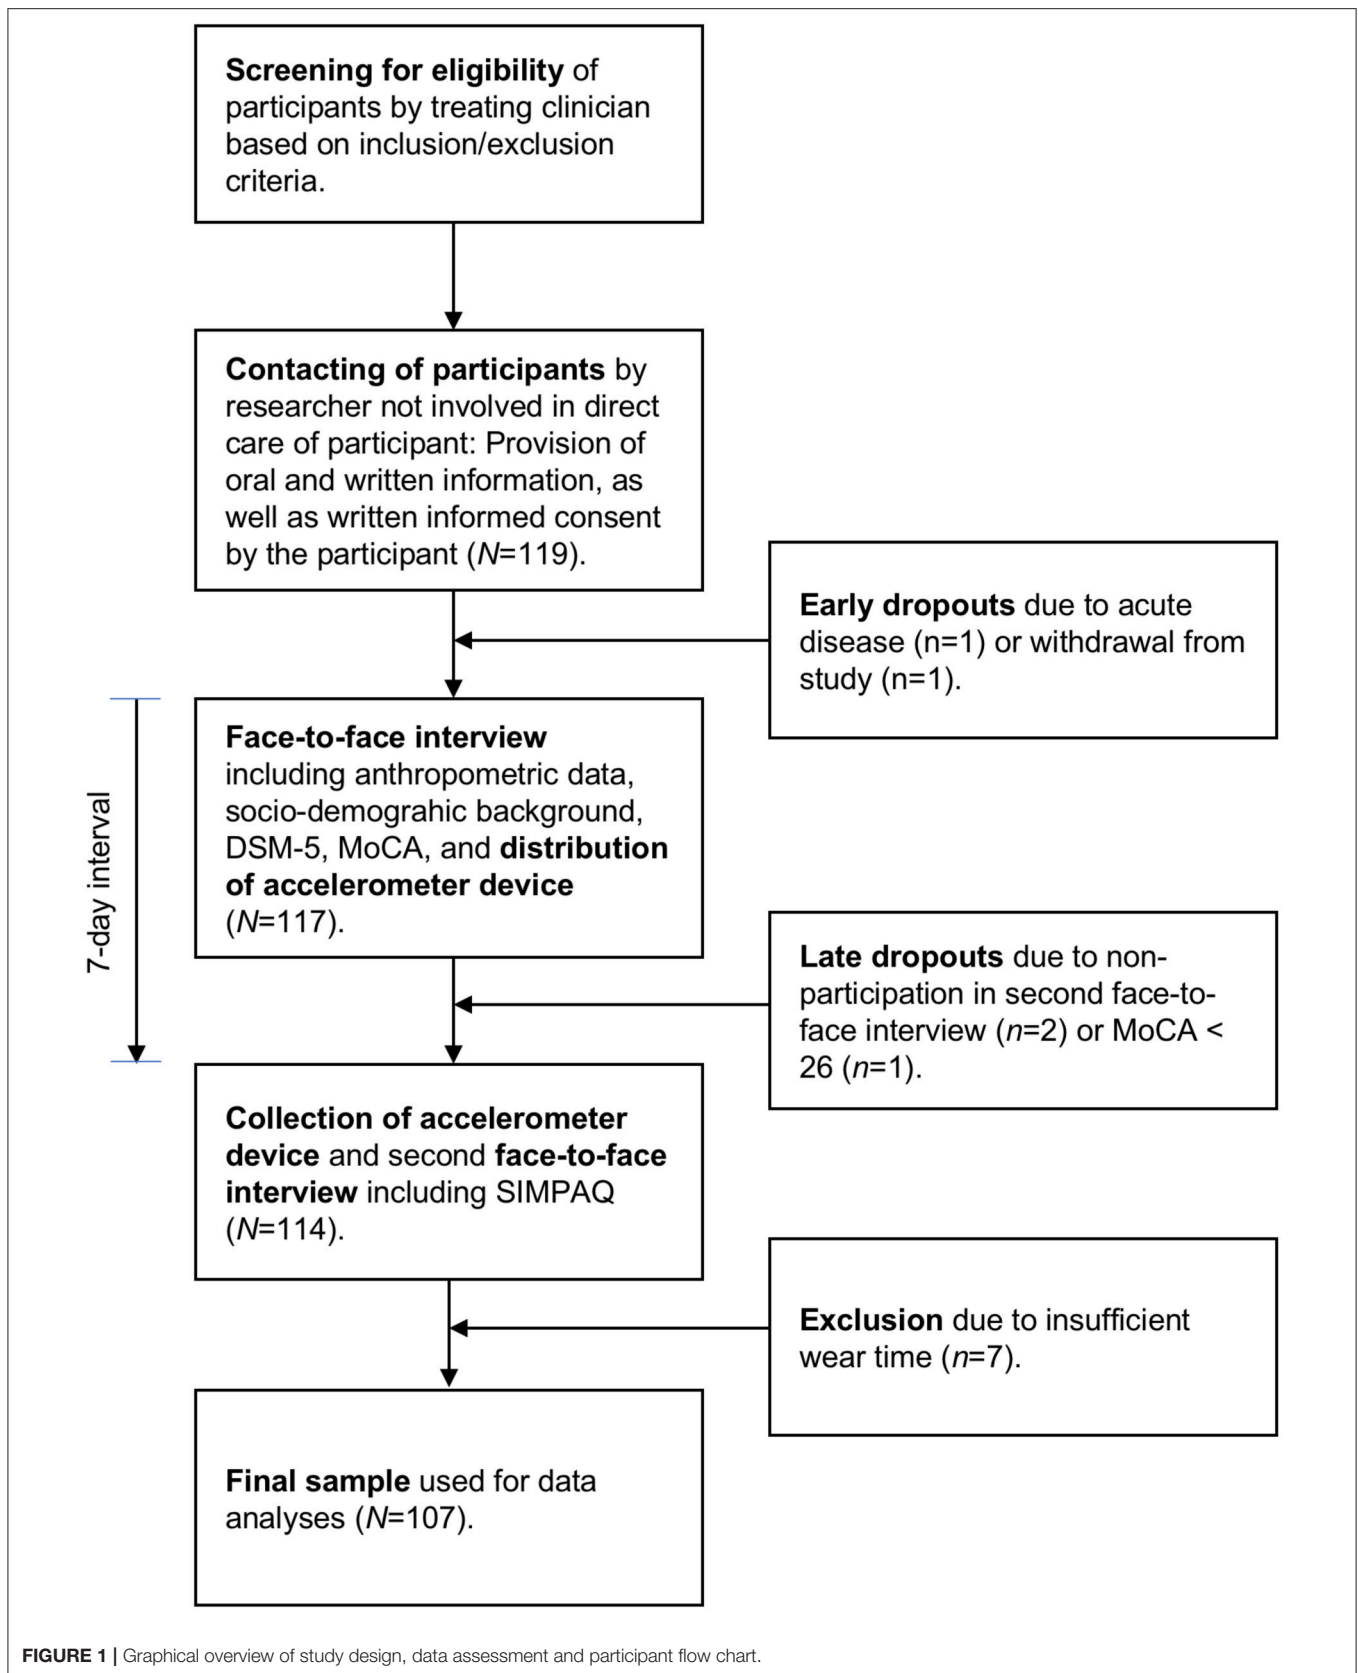 Screening for eligibility of
participants by treating clinician
based on inclusion/exclusion
criteria.
Contacting of participants by
researcher not involved in direct
care of participant: Provision of
oral and written information, as
well as written informed consent
by the participant (N=119).
Early dropouts due to acute
disease (n=1) or withdrawal from
study (n=1).
7-day interval
Face-to-face interview
including anthropometric data,
socio-demograhic background,
DSM-5, MoCA, and distribution
of accelerometer device
(N=117).
Late dropouts due to non-
participation in second face-to-
face interview (n=2) or MoCA <
26 (n=1).
Collection of accelerometer
device and second face-to-face
interview including SIMPAQ
(N=114).
Exclusion due to insufficient
wear time (n=7).
Final sample used for data
analyses (N=107).
FIGURE 1 | Graphical overview of study design, data assessment and participant flow chart.